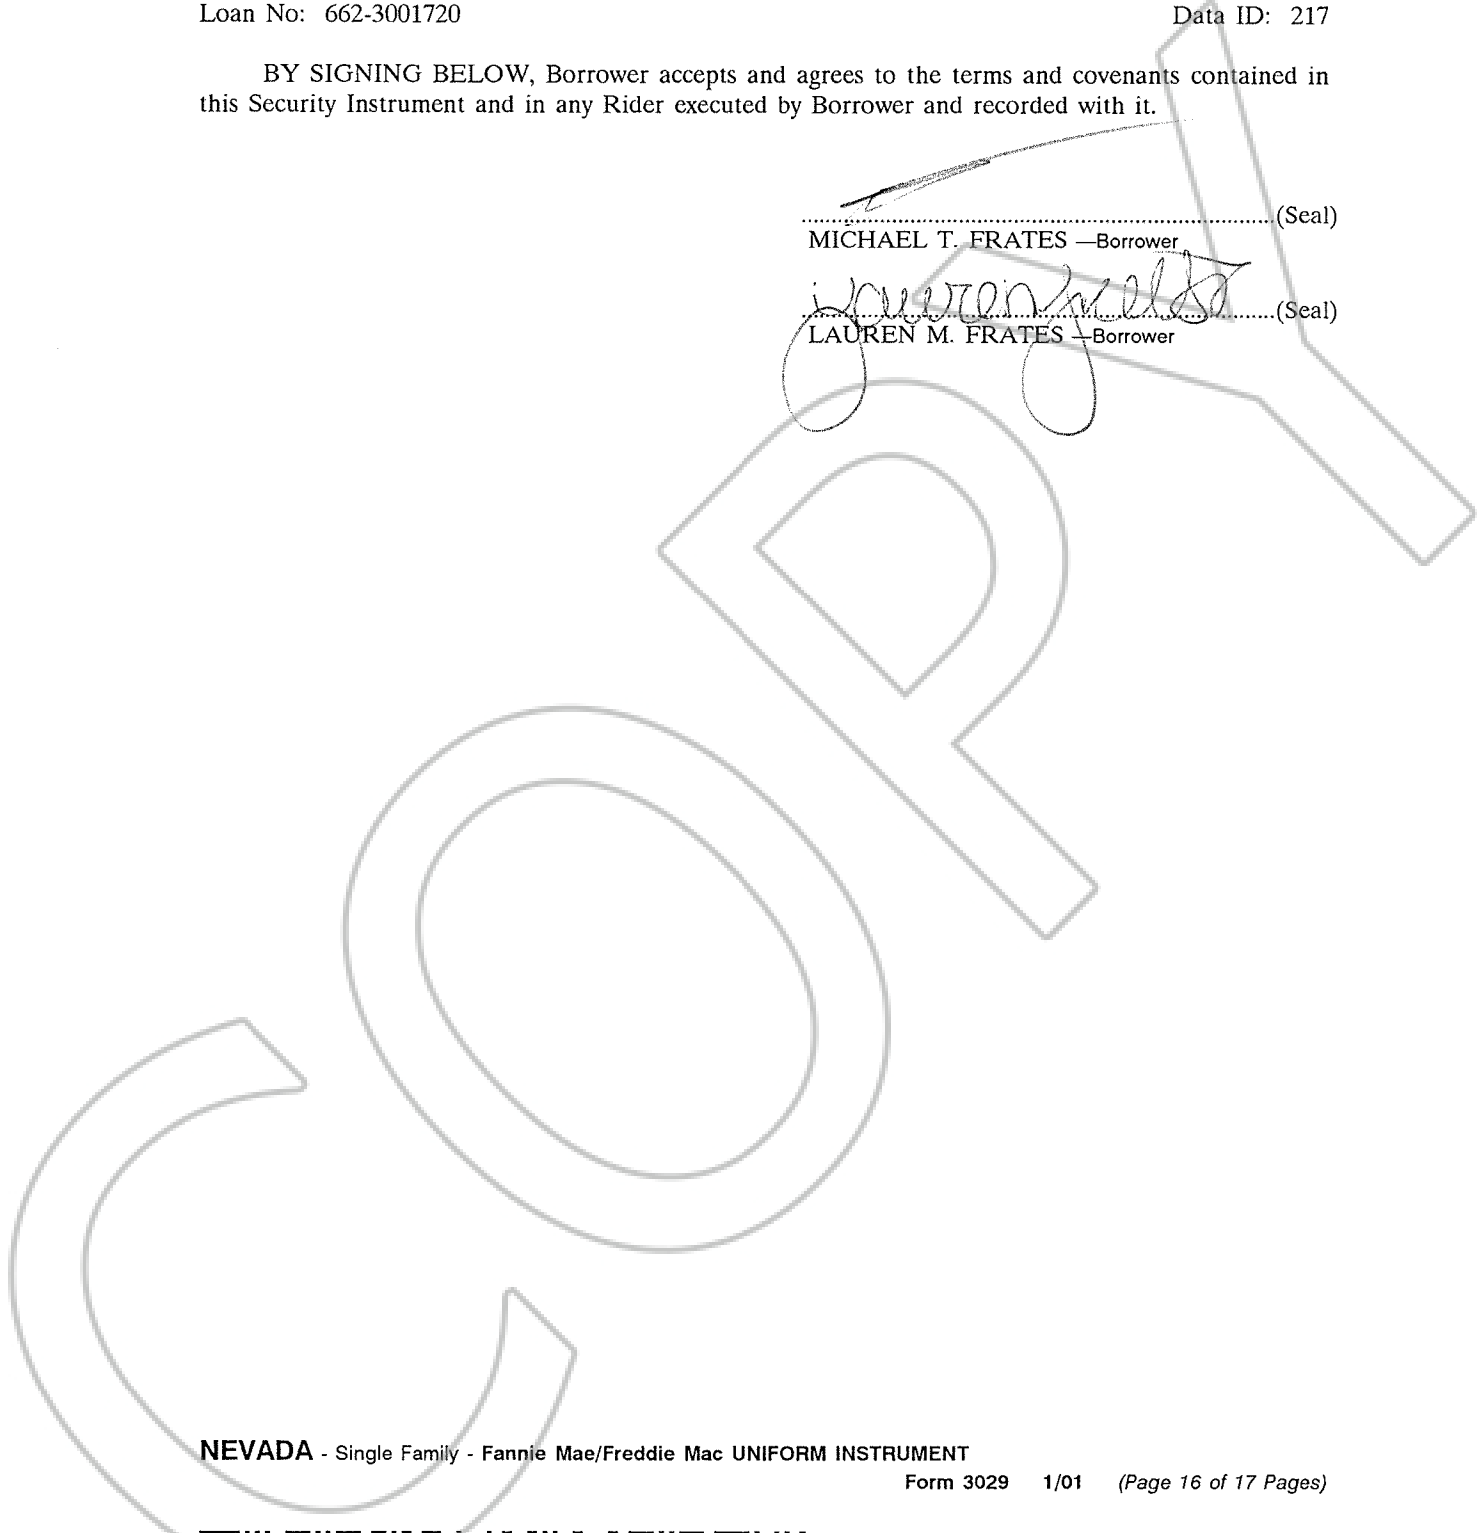 Loan No: 662-3001720 Data ID: 217
BY SIGNING BELOW, Borrower accepts and agrees to the terms and covenants contained in
this Security Instrument and in any Rider executed by Borrower and recorded with it.
(Seal)
MICHAEL T. FRATES —Borrower
(Seal)
LAUREN M. FRATES —Borrower
COPY
NEVADA - Single Family - Fannie Mae/Freddie Mac UNIFORM INSTRUMENT
Form 3029 1/01 (Page 16 of 17 Pages)